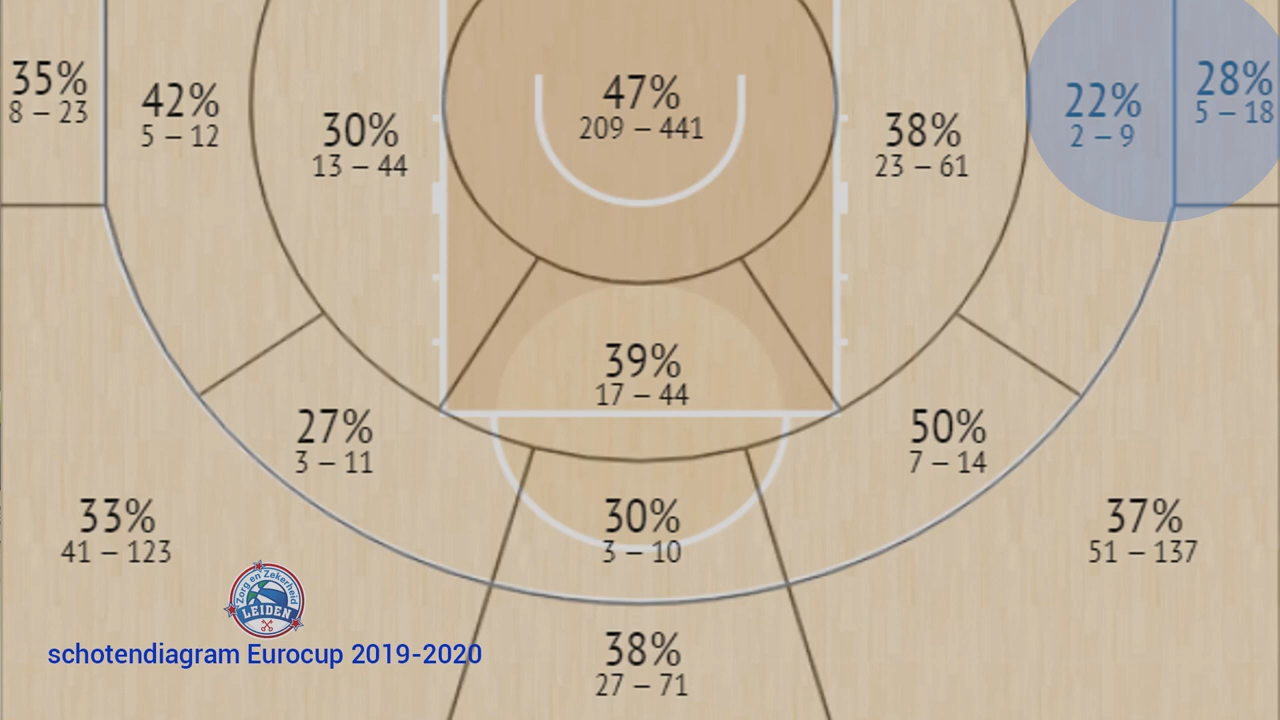 35%
8 – 23
42%
5 – 12
30%
13 – 44
47%
209 – 441
38%
23 – 61
22%
2 – 9
28%
5 – 18
39%
17 – 44
27%
3 – 11
50%
7 – 14
33%
41 – 123
30%
3 – 10
37%
51 – 137
Zorg en Zekerheid
LEIDEN
schotendiagram Eurocup 2019-2020
38%
27 – 71